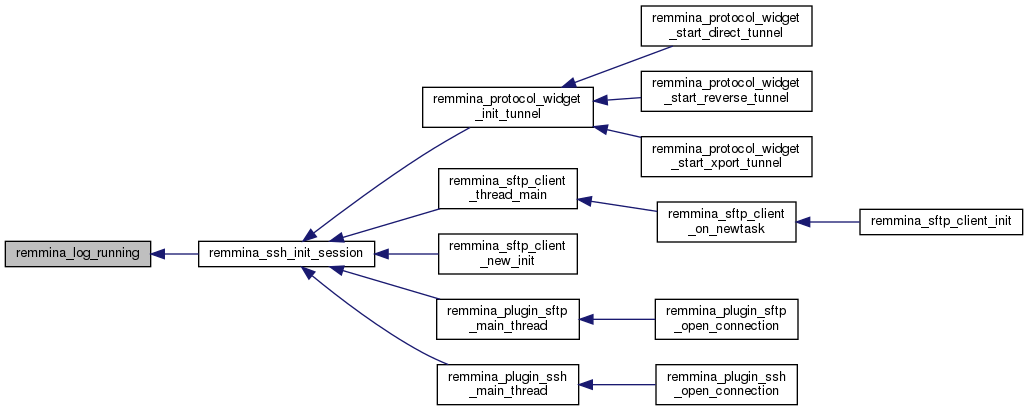 remmina_log_running
remmina_ssh_init_session
remmina_protocol_widget
_init_tunnel
remmina_sftp_client
_thread_main
remmina_sftp_client
_new_init
remmina_plugin_sftp
_main_thread
remmina_plugin_ssh
_main_thread
remmina_protocol_widget
_start_direct_tunnel
remmina_protocol_widget
_start_reverse_tunnel
remmina_protocol_widget
_start_xport_tunnel
remmina_sftp_client
_on_newtask
remmina_plugin_sftp
_open_connection
remmina_plugin_ssh
_open_connection
remmina_sftp_client_init